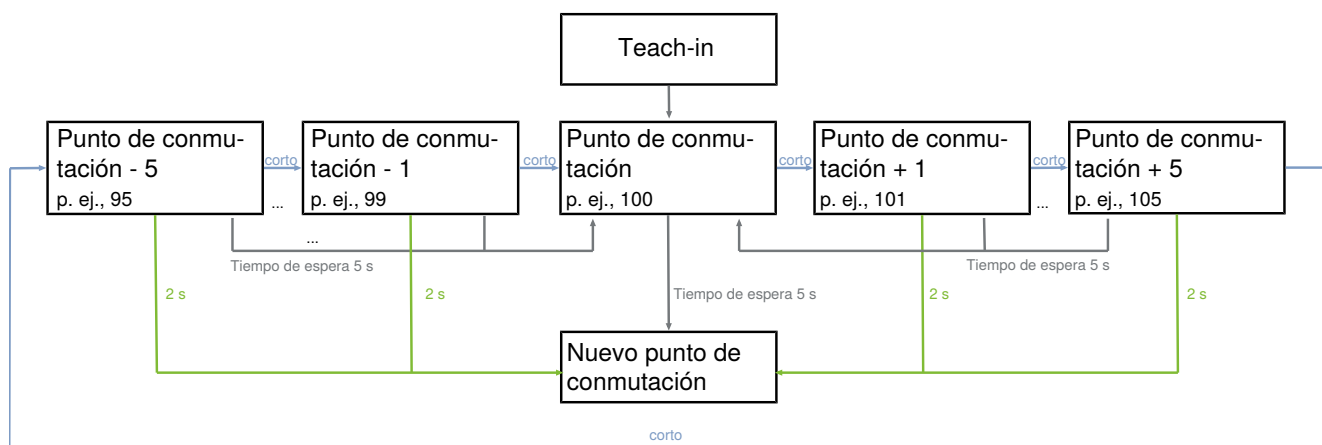 Teach-in
Punto de conmu-
tación - 5
p. ej., 95
corto
...
Punto de conmu-
tación - 1
p. ej., 99
corto
Punto de conmu-
tación
p. ej., 100
corto
Punto de conmu-
tación + 1
p. ej., 101
corto
...
Punto de conmu-
tación + 5
p. ej., 105
...
Tiempo de espera 5 s
Tiempo de espera 5 s
2 s
2 s
Tiempo de espera 5 s
2 s
2 s
Nuevo punto de
conmutación
corto